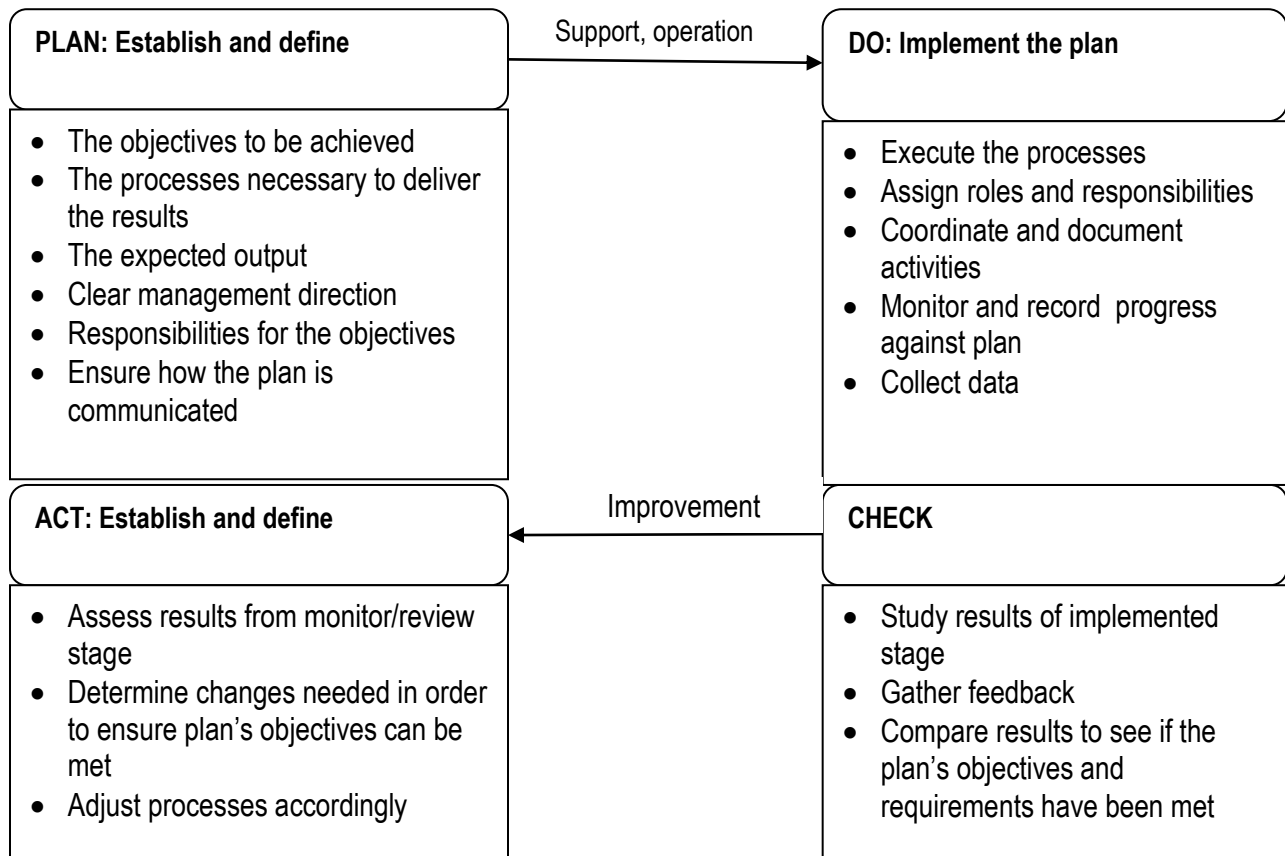 PLAN: Establish and define
• The objectives to be achieved
• The processes necessary to deliver
the results
• The expected output
• Clear management direction
• Responsibilities for the objectives
• Ensure how the plan is
communicated
Support, operation
DO: Implement the plan
• Execute the processes
• Assign roles and responsibilities
• Coordinate and document
activities
• Monitor and record progress
against plan
• Collect data
ACT: Establish and define
• Assess results from monitor/review
stage
• Determine changes needed in order
to ensure plan’s objectives can be
met
• Adjust processes accordingly
Improvement
CHECK
• Study results of implemented
stage
• Gather feedback
• Compare results to see if the
plan’s objectives and
requirements have been met